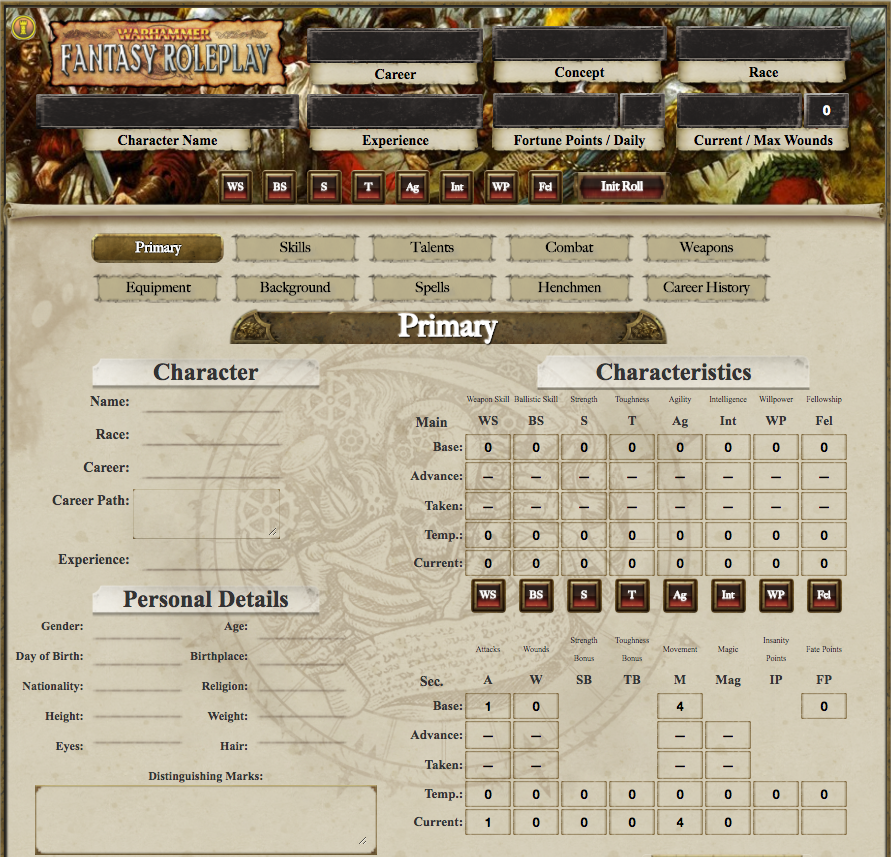 WARHAMMER
FANTASY ROLEPLAY
Career Concept Race
0
Character Name Experience Fortune Points / Daily Current / Max Wounds
WS BS S T Ag Int WP Fel Init Roll
Primary Skills Talents Combat Weapons
Equipment Background Spells Henchmen Career History
Primary
Character
Name:
Race:
Career:
Career Path:
Experience:
Personal Details
Gender: Age:
Day of Birth: Birthplace:
Nationality: Religion:
Height: Weight:
Eyes: Hair:
Distinguishing Marks:
Characteristics
Weapon Skill Ballistic Skill Strength Toughness Agility Intelligence Willpower Fellowship
Main WS BS S T Ag Int WP Fel
Base: 0 0 0 0 0 0 0 0
Advance: – – – – – – – –
Taken: – – – – – – – –
Temp.: 0 0 0 0 0 0 0 0
Current: 0 0 0 0 0 0 0 0
WS BS S T Ag Int WP Fel
Attacks Wounds Strength Bonus Toughness Bonus Movement Magic Insanity Points Fate Points
Sec. A W SB TB M Mag IP FP
Base: 1 0 4 0
Advance: – – – –
Taken: – – – –
Temp.: 0 0 0 0 0 0 0 0
Current: 1 0 0 0 4 0